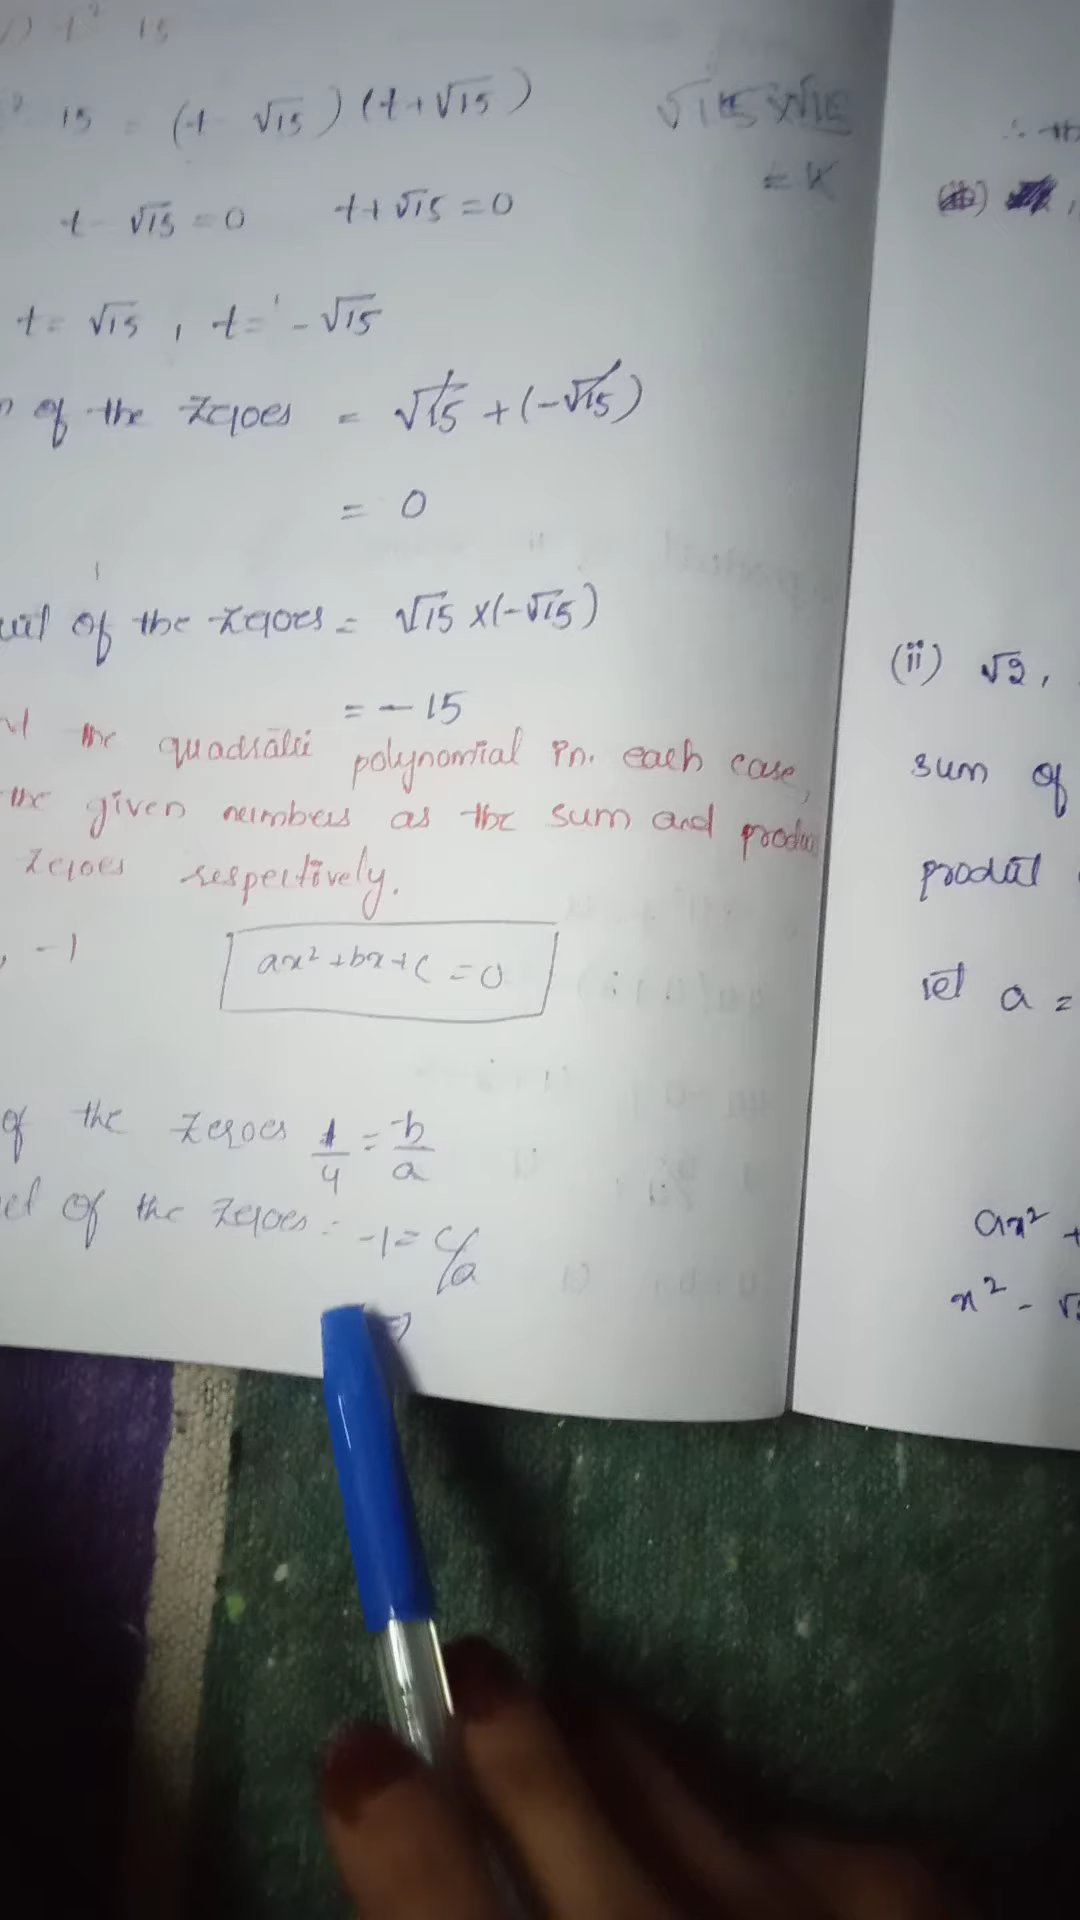 t² 15
15 = (t - √15) (t + √15)
√15 × √15
t - √15 = 0 t + √15 = 0
t = √15 , t = - √15
of the zeroes = √15 + (-√15)
= 0
of the zeroes = √15 × (-√15)
= - 15
the quadratic polynomial in. each case,
the given numbers as the sum and
zeroes respectively.
, -1
ax² + bx + c = 0
of the zeroes 1/4 = -b/a
of the zeroes = -1 = c/a
⇒
(ii) √2,
sum of
product
let a =
ax² +
x² - √